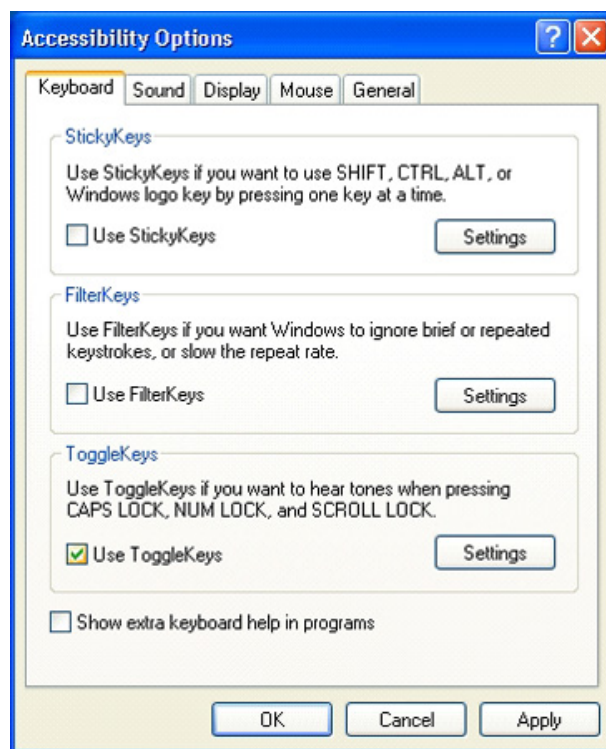 Accessibility Options
?
Keyboard Sound Display Mouse General
StickyKeys
Use StickyKeys if you want to use SHIFT, CTRL, ALT, or
Windows logo key by pressing one key at a time.
Use StickyKeys Settings
FilterKeys
Use FilterKeys if you want Windows to ignore brief or repeated
keystrokes, or slow the repeat rate.
Use FilterKeys Settings
ToggleKeys
Use ToggleKeys if you want to hear tones when pressing
CAPS LOCK, NUM LOCK, and SCROLL LOCK.
Use ToggleKeys Settings
Show extra keyboard help in programs
OK Cancel Apply